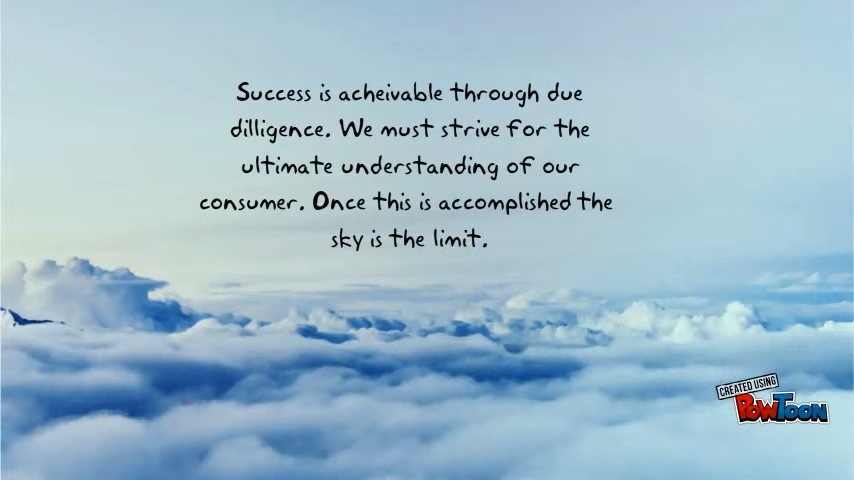 Success is acheivable through due
dilligence. We must strive for the
ultimate understanding of our
consumer. Once this is accomplished the
sky is the limit.
CREATED USING
POWTOON